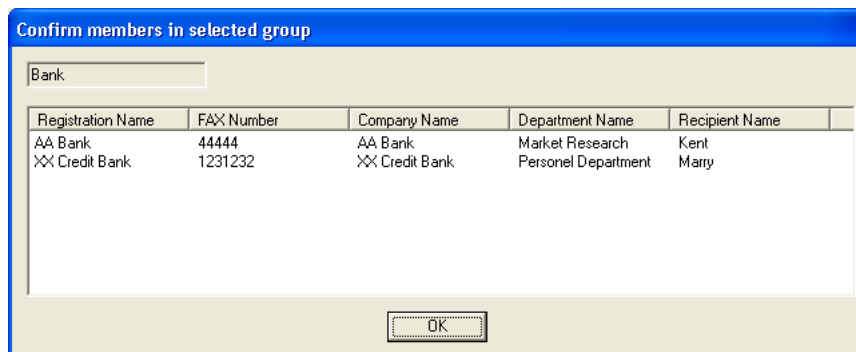 Confirm members in selected group
Bank
Registration Name FAX Number Company Name Department Name Recipient Name
AA Bank 44444 AA Bank Market Research Kent
XX Credit Bank 1231232 XX Credit Bank Personel Department Marry
OK